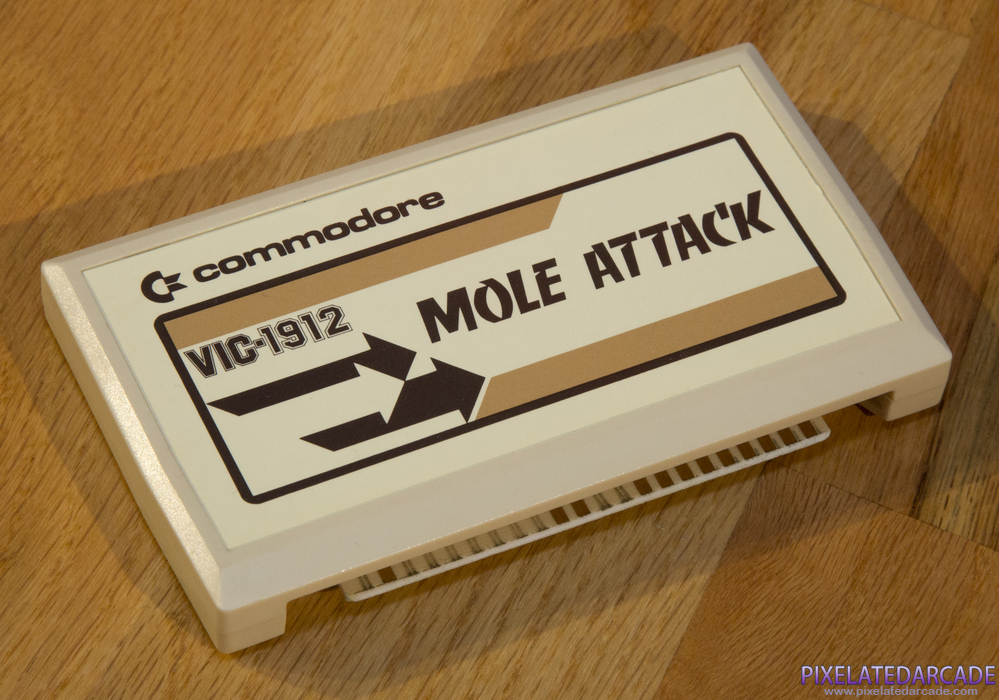 commodore
VIC-1912
MOLE ATTACK
PIXELATEDARCADE
www.pixelatedarcade.com